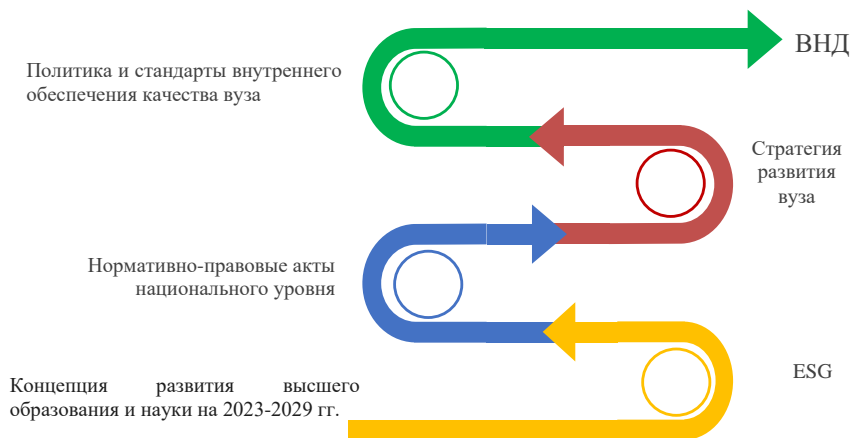 ВНД
Политика и стандарты внутреннего
обеспечения качества вуза
Стратегия
развития
вуза
Нормативно-правовые акты
национального уровня
ESG
Концепция развития высшего
образования и науки на 2023-2029 гг.